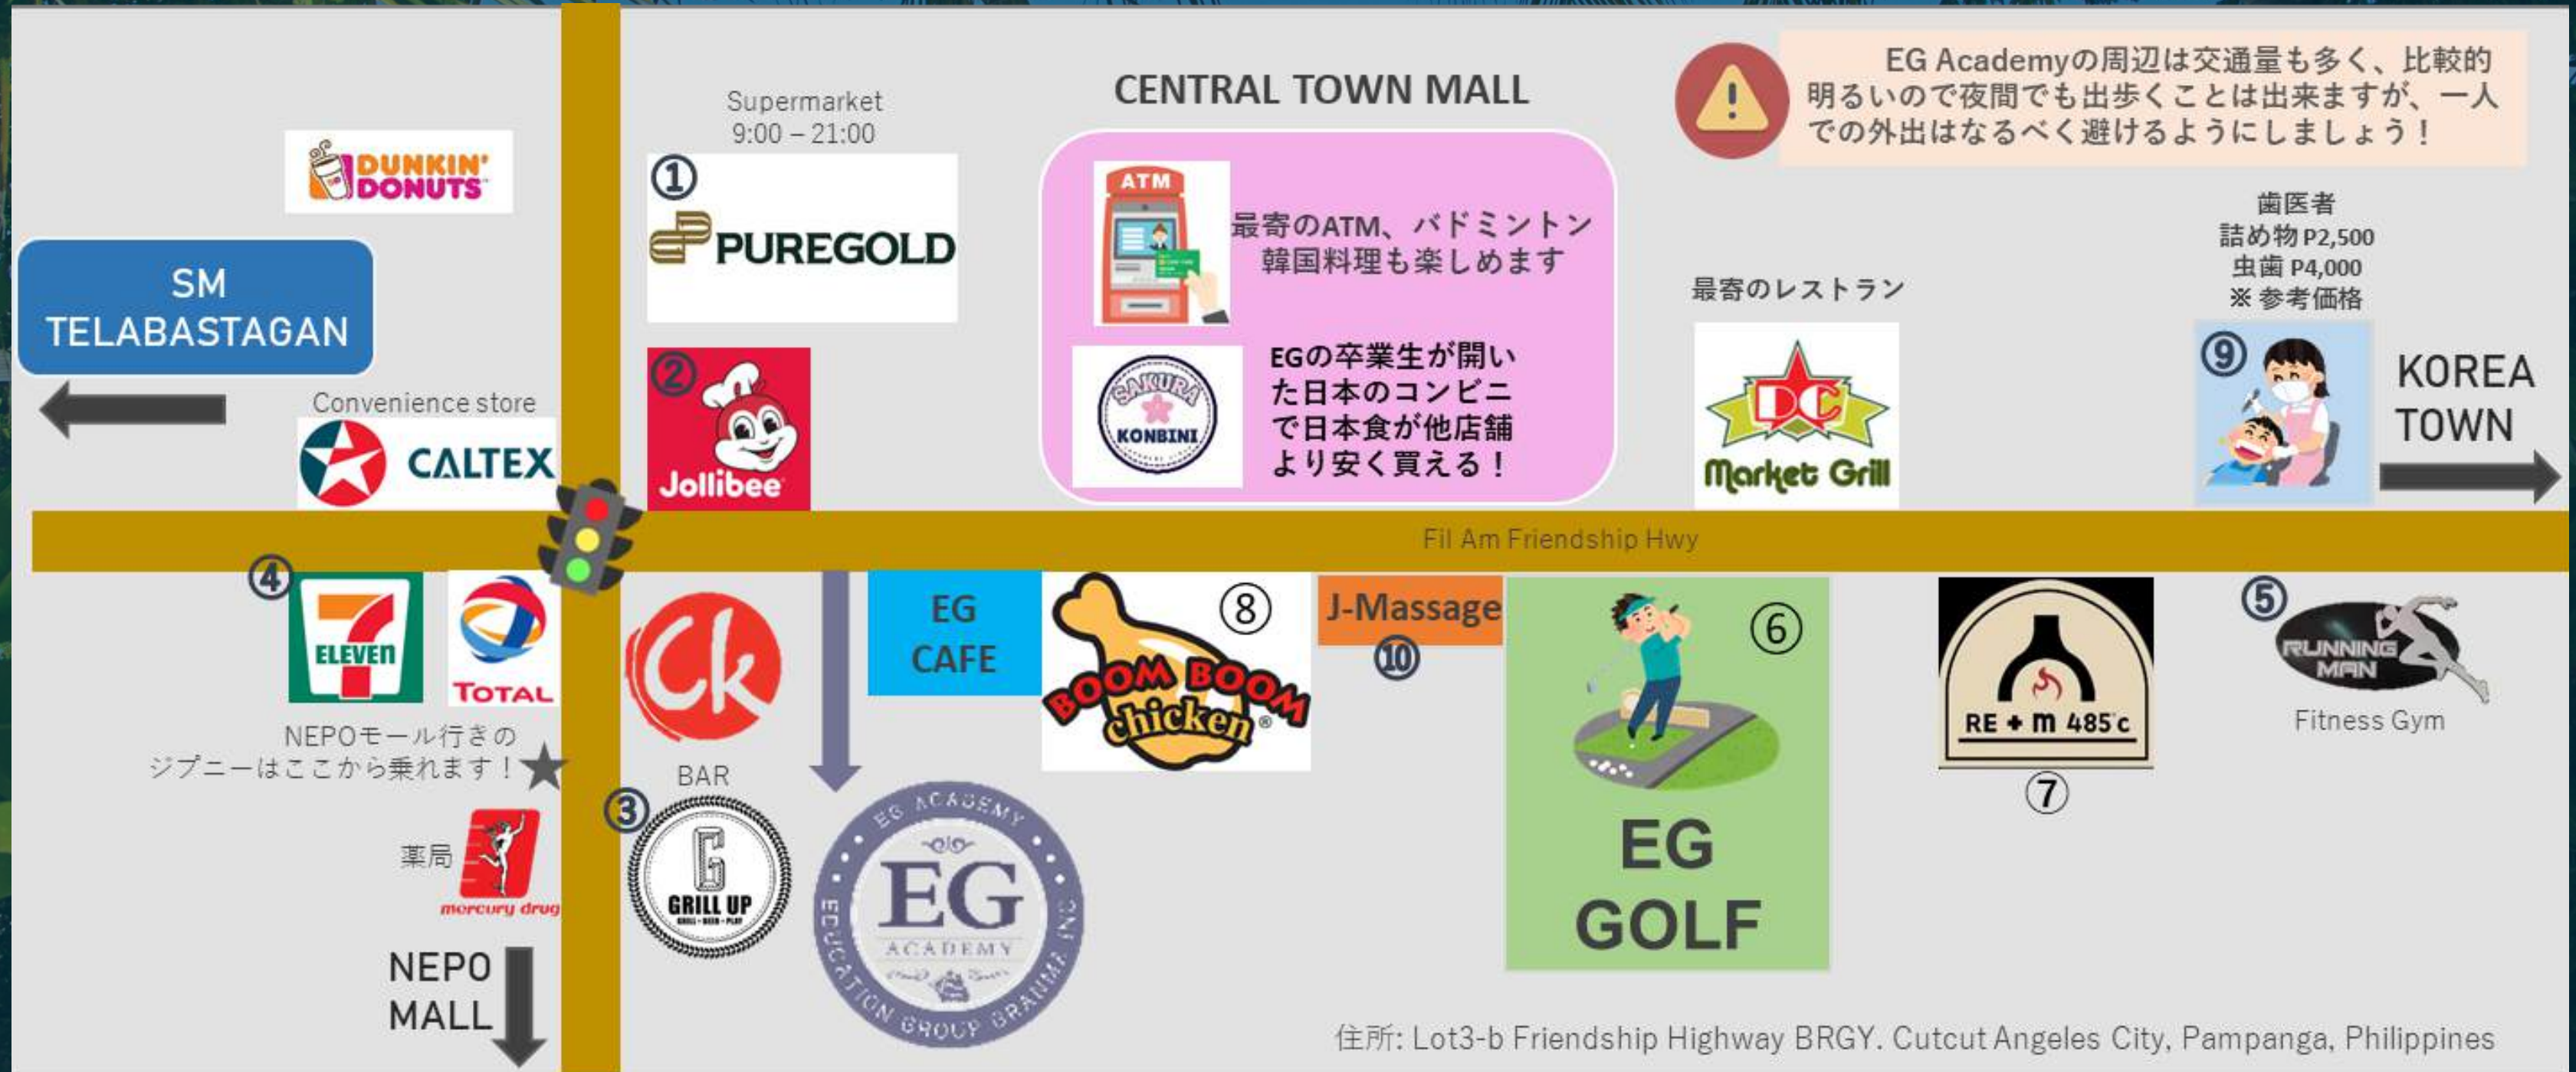 EG Academyの周辺は交通量も多く、比較的
明るいので夜間でも出歩くことは出来ますが、一人
での外出はなるべく避けるようにしましょう！
DUNKIN'
DONUTS
SM
TELABASTAGAN
Convenience store
CALTEX
Supermarket
9:00 – 21:00
①
PUREGOLD
②
Jollibee
CENTRAL TOWN MALL
ATM
最寄のATM、バドミントン
韓国料理も楽しめます
SAKURA
KONBINI
EGの卒業生が開い
た日本のコンビニ
で日本食が他店舗
より安く買える！
最寄のレストラン
DC
Market Grill
歯医者
詰め物 P2,500
虫歯 P4,000
※ 参考価格
⑨
KOREA
TOWN
Fil Am Friendship Hwy
④
7
ELEVEn
TOTAL
NEPOモール行きの
ジプニーはここから乗れます！
薬局
mercury drug
NEPO
MALL
Ck
BAR
③
G
GRILL UP
GRILL - BEER - PLAY
EG ACADEMY
EG
ACADEMY
EDUCATION GROUP GRANUME INC
EG
CAFE
⑧
BOOM BOOM
chicken®
J-Massage
⑩
⑥
EG
GOLF
RE + m 485°c
⑦
⑤
RUNNING
MAN
Fitness Gym
住所: Lot3-b Friendship Highway BRGY. Cutcut Angeles City, Pampanga, Philippines